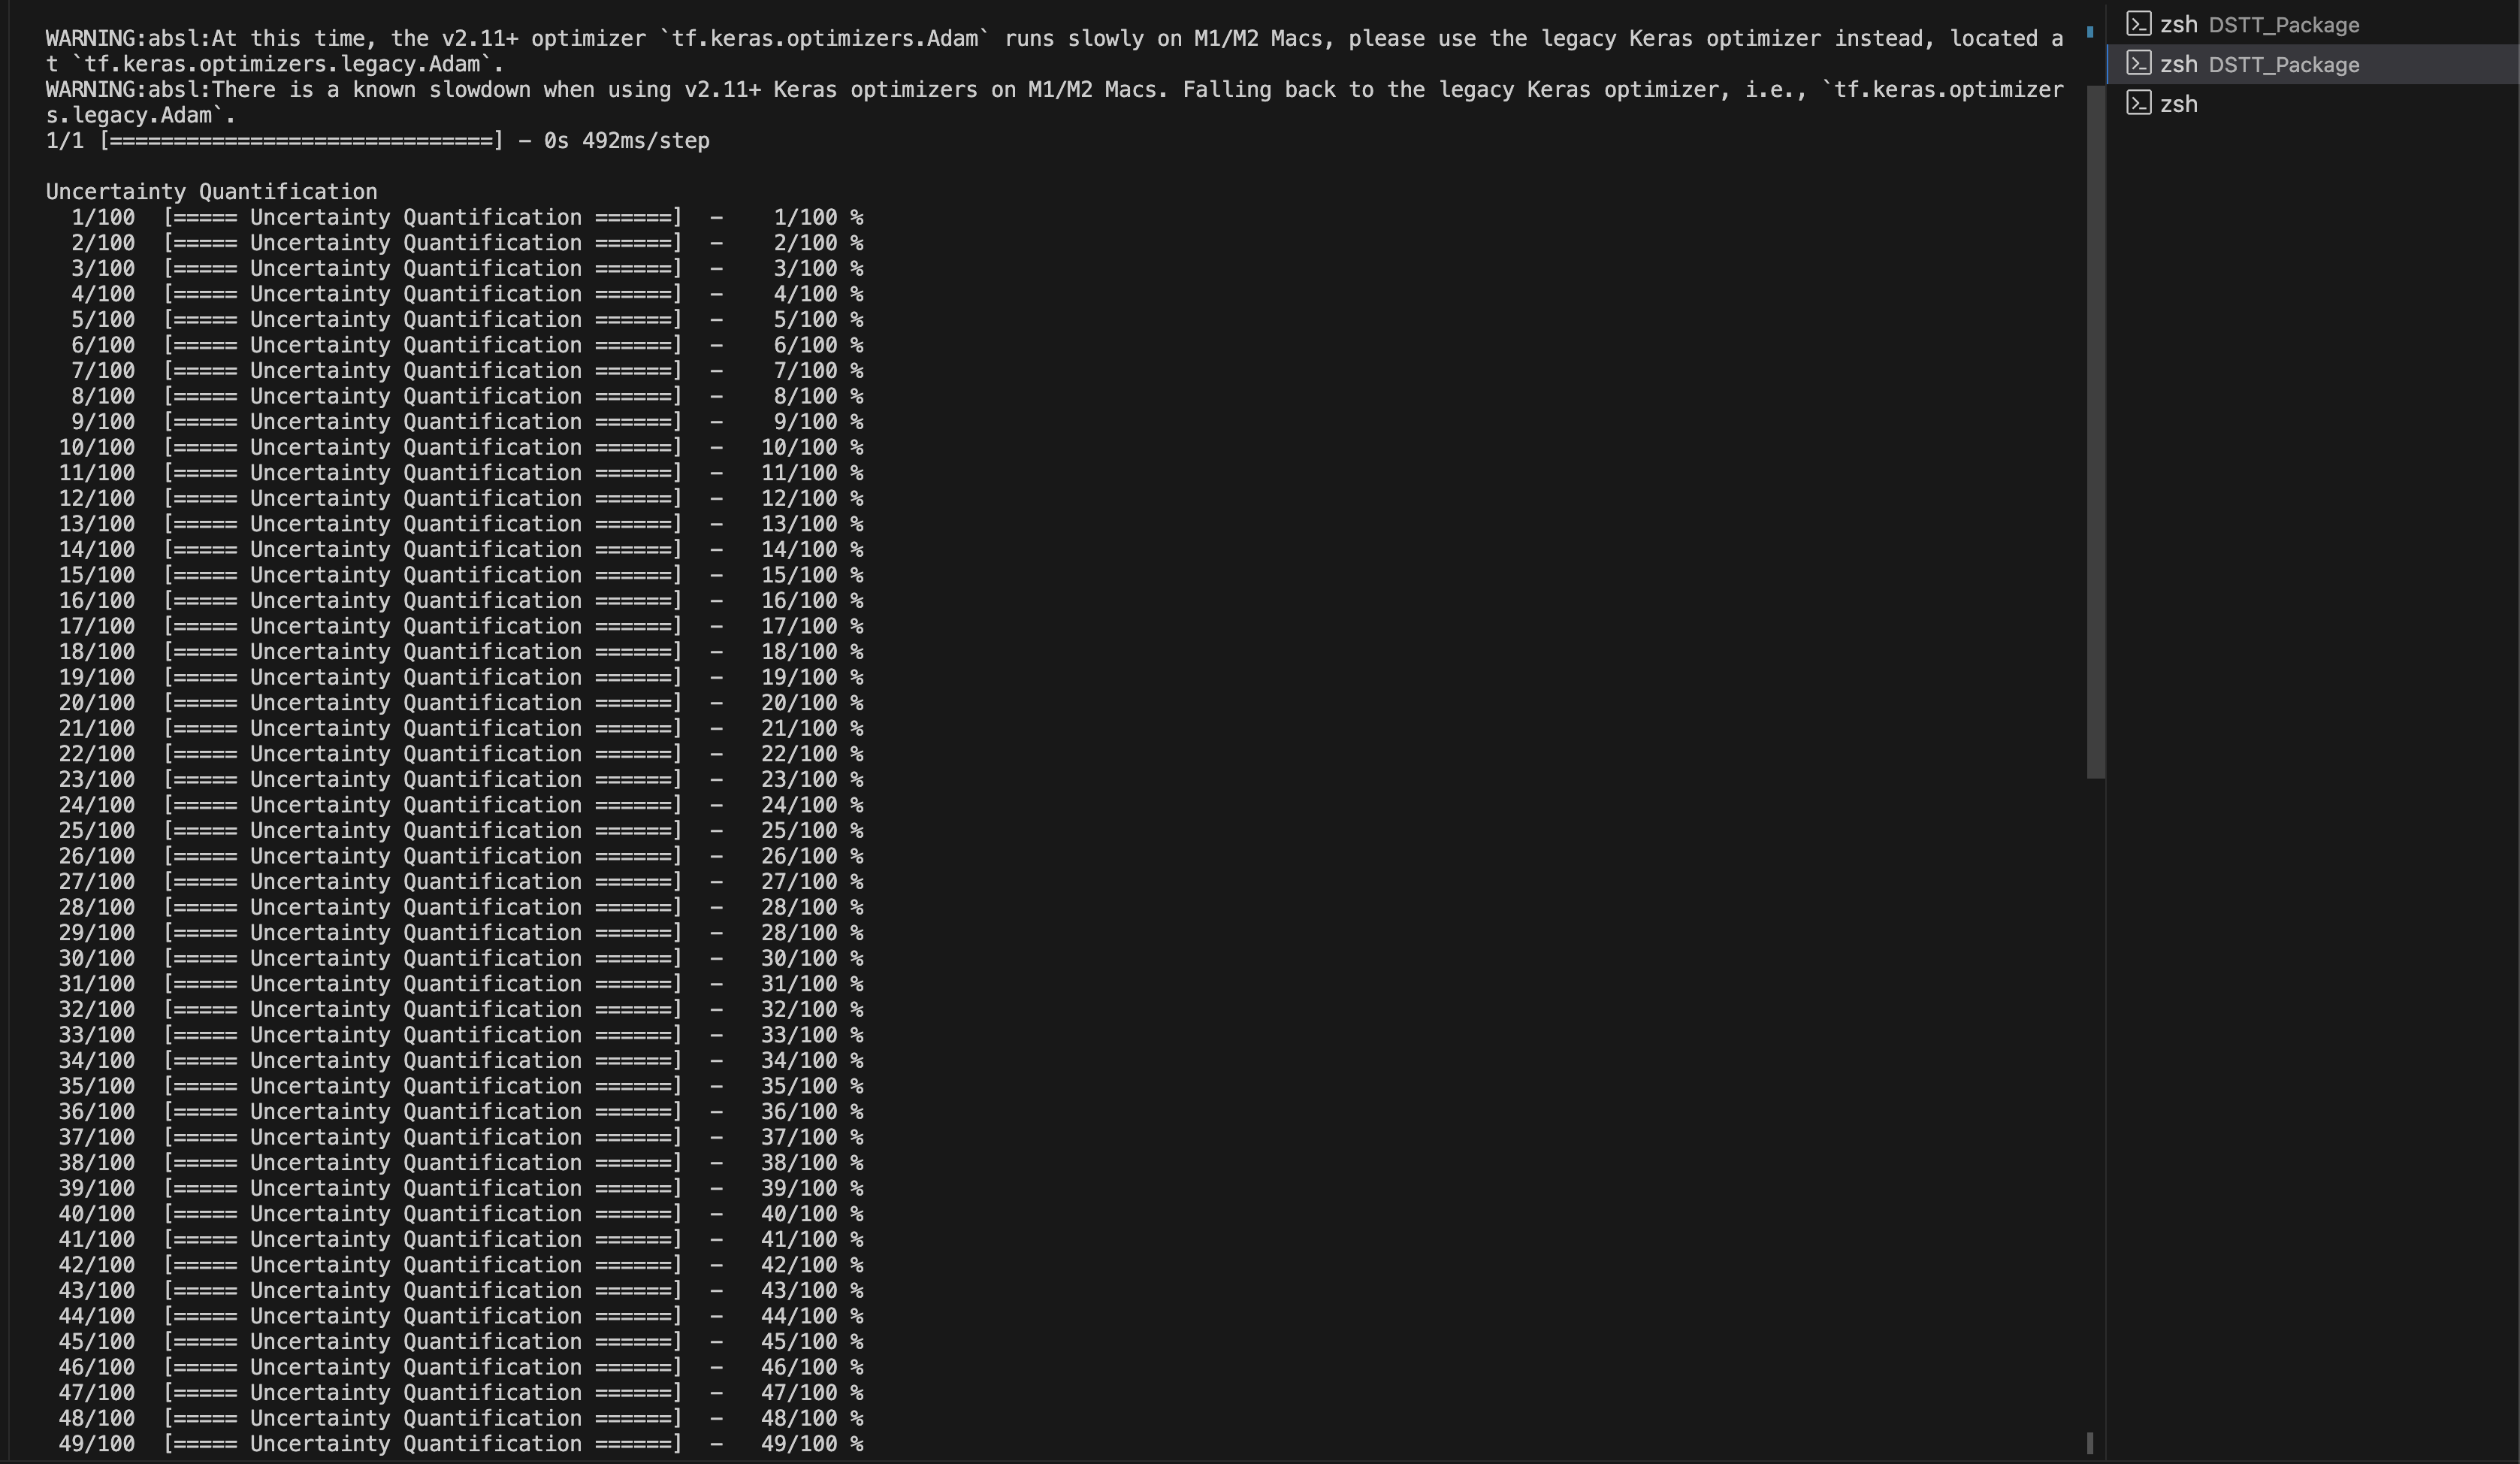 WARNING:absl:At this time, the v2.11+ optimizer `tf.keras.optimizers.Adam` runs slowly on M1/M2 Macs, please use the legacy Keras optimizer instead, located a
t `tf.keras.optimizers.legacy.Adam`.
WARNING:absl:There is a known slowdown when using v2.11+ Keras optimizers on M1/M2 Macs. Falling back to the legacy Keras optimizer, i.e., `tf.keras.optimizer
s.legacy.Adam`.
1/1 [==============================] - 0s 492ms/step
Uncertainty Quantification
1/100 [===== Uncertainty Quantification ======] - 1/100 %
2/100 [===== Uncertainty Quantification ======] - 2/100 %
3/100 [===== Uncertainty Quantification ======] - 3/100 %
4/100 [===== Uncertainty Quantification ======] - 4/100 %
5/100 [===== Uncertainty Quantification ======] - 5/100 %
6/100 [===== Uncertainty Quantification ======] - 6/100 %
7/100 [===== Uncertainty Quantification ======] - 7/100 %
8/100 [===== Uncertainty Quantification ======] - 8/100 %
9/100 [===== Uncertainty Quantification ======] - 9/100 %
10/100 [===== Uncertainty Quantification ======] - 10/100 %
11/100 [===== Uncertainty Quantification ======] - 11/100 %
12/100 [===== Uncertainty Quantification ======] - 12/100 %
13/100 [===== Uncertainty Quantification ======] - 13/100 %
14/100 [===== Uncertainty Quantification ======] - 14/100 %
15/100 [===== Uncertainty Quantification ======] - 15/100 %
16/100 [===== Uncertainty Quantification ======] - 16/100 %
17/100 [===== Uncertainty Quantification ======] - 17/100 %
18/100 [===== Uncertainty Quantification ======] - 18/100 %
19/100 [===== Uncertainty Quantification ======] - 19/100 %
20/100 [===== Uncertainty Quantification ======] - 20/100 %
21/100 [===== Uncertainty Quantification ======] - 21/100 %
22/100 [===== Uncertainty Quantification ======] - 22/100 %
23/100 [===== Uncertainty Quantification ======] - 23/100 %
24/100 [===== Uncertainty Quantification ======] - 24/100 %
25/100 [===== Uncertainty Quantification ======] - 25/100 %
26/100 [===== Uncertainty Quantification ======] - 26/100 %
27/100 [===== Uncertainty Quantification ======] - 27/100 %
28/100 [===== Uncertainty Quantification ======] - 28/100 %
29/100 [===== Uncertainty Quantification ======] - 28/100 %
30/100 [===== Uncertainty Quantification ======] - 30/100 %
31/100 [===== Uncertainty Quantification ======] - 31/100 %
32/100 [===== Uncertainty Quantification ======] - 32/100 %
33/100 [===== Uncertainty Quantification ======] - 33/100 %
34/100 [===== Uncertainty Quantification ======] - 34/100 %
35/100 [===== Uncertainty Quantification ======] - 35/100 %
36/100 [===== Uncertainty Quantification ======] - 36/100 %
37/100 [===== Uncertainty Quantification ======] - 37/100 %
38/100 [===== Uncertainty Quantification ======] - 38/100 %
39/100 [===== Uncertainty Quantification ======] - 39/100 %
40/100 [===== Uncertainty Quantification ======] - 40/100 %
41/100 [===== Uncertainty Quantification ======] - 41/100 %
42/100 [===== Uncertainty Quantification ======] - 42/100 %
43/100 [===== Uncertainty Quantification ======] - 43/100 %
44/100 [===== Uncertainty Quantification ======] - 44/100 %
45/100 [===== Uncertainty Quantification ======] - 45/100 %
46/100 [===== Uncertainty Quantification ======] - 46/100 %
47/100 [===== Uncertainty Quantification ======] - 47/100 %
48/100 [===== Uncertainty Quantification ======] - 48/100 %
49/100 [===== Uncertainty Quantification ======] - 49/100 %
zsh DSTT_Package
zsh DSTT_Package
zsh